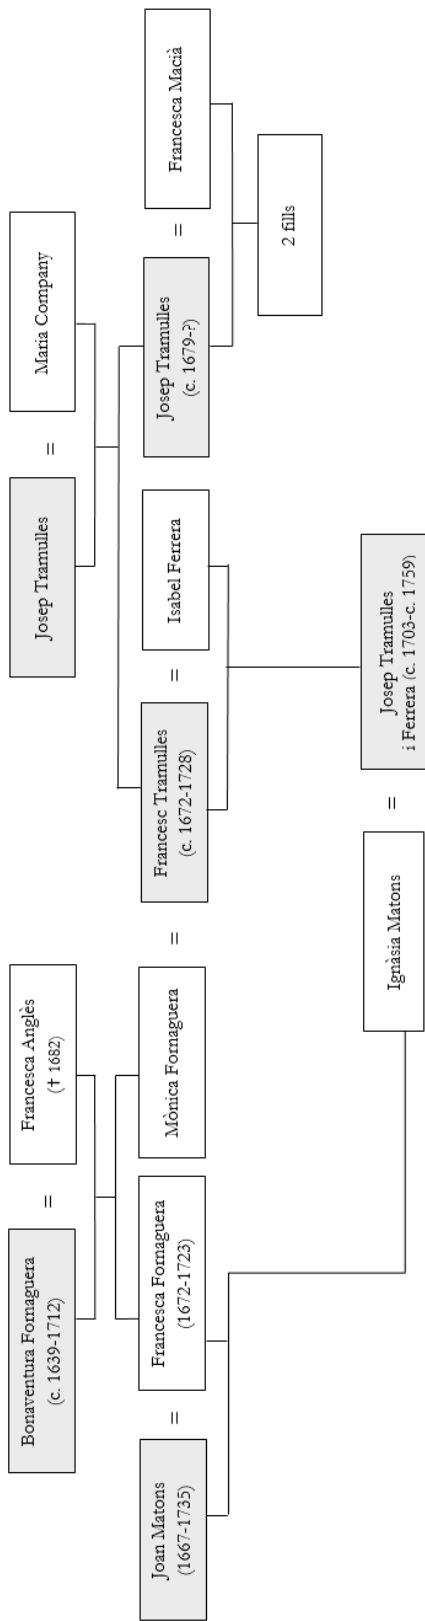 Bonaventura Fornaguera
(c. 1639-1712)
=
Francesca Anglès
(† 1682)
Josep Tramulles
=
Maria Company
Joan Matons
(1667-1735)
=
Francesca Fornaguera
(1672-1723)
Mònica Fornaguera
=
Francesc Tramulles
(c. 1672-1728)
=
Isabel Ferrera
Josep Tramulles
(c. 1679-?)
=
Francesca Macià
2 fills
Ignàsia Matons
=
Josep Tramulles
i Ferrera (c. 1703-c. 1759)